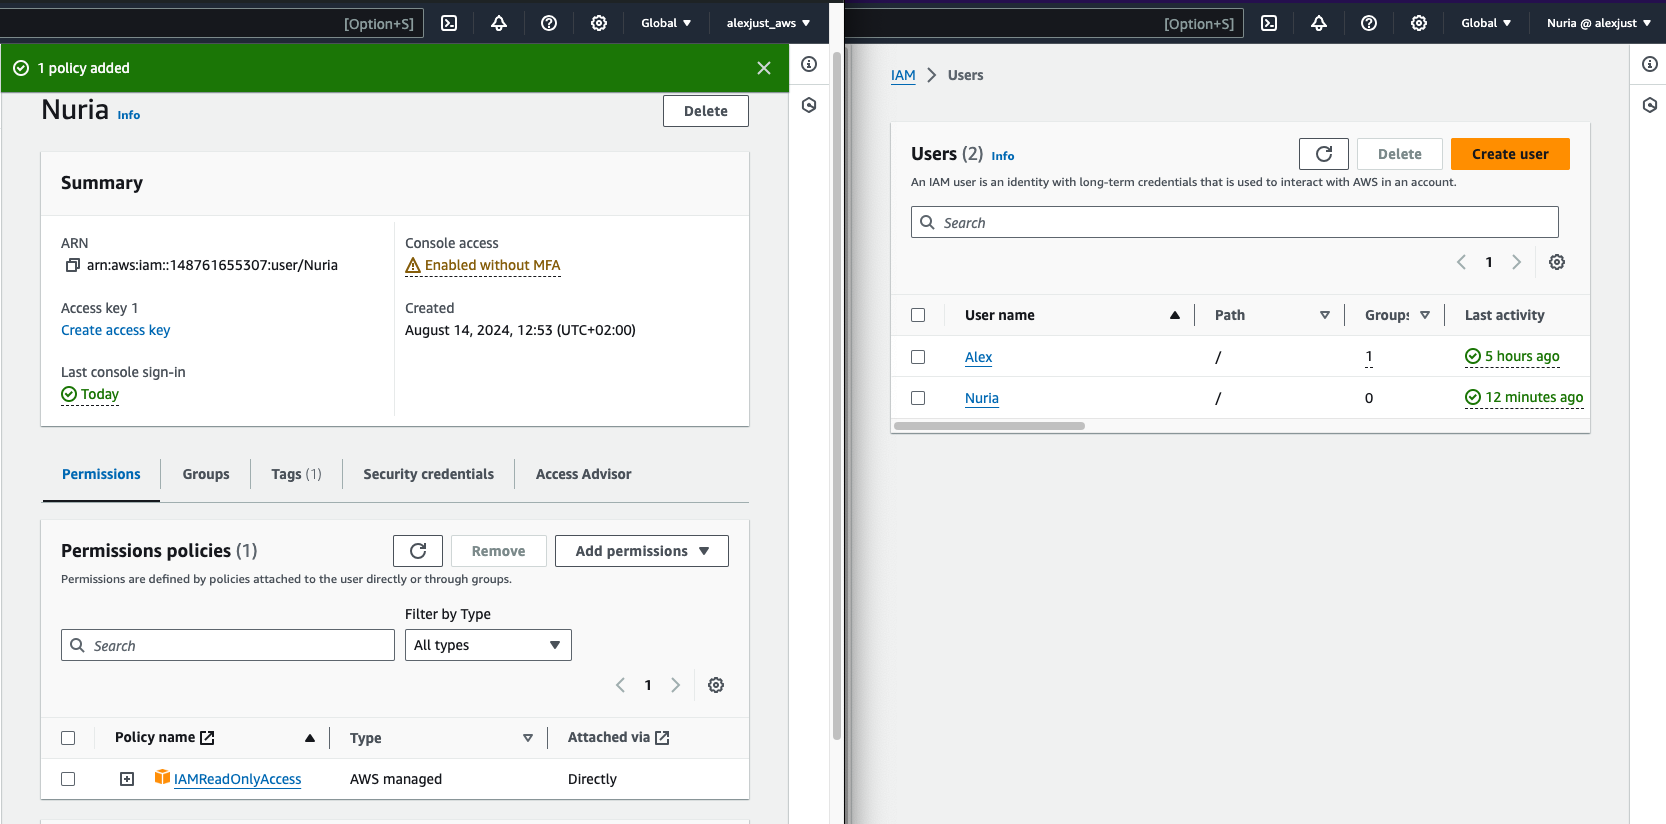 [Option+S]
Global
alexjust_aws
1 policy added
Nuria Info
Delete
Summary
ARN
arn:aws:iam::148761655307:user/Nuria
Console access
Enabled without MFA
Access key 1
Create access key
Created
August 14, 2024, 12:53 (UTC+02:00)
Last console sign-in
Today
Permissions
Groups
Tags (1)
Security credentials
Access Advisor
Permissions policies (1)
Remove
Add permissions
Permissions are defined by policies attached to the user directly or through groups.
Filter by Type
Search
All types
1
Policy name
Type
Attached via
IAMReadOnlyAccess
AWS managed
Directly
[Option+S]
Global
Nuria @ alexjust
IAM
Users
Users (2) Info
Delete
Create user
An IAM user is an identity with long-term credentials that is used to interact with AWS in an account.
Search
1
User name
Path
Groups
Last activity
Alex
/
1
5 hours ago
Nuria
/
0
12 minutes ago